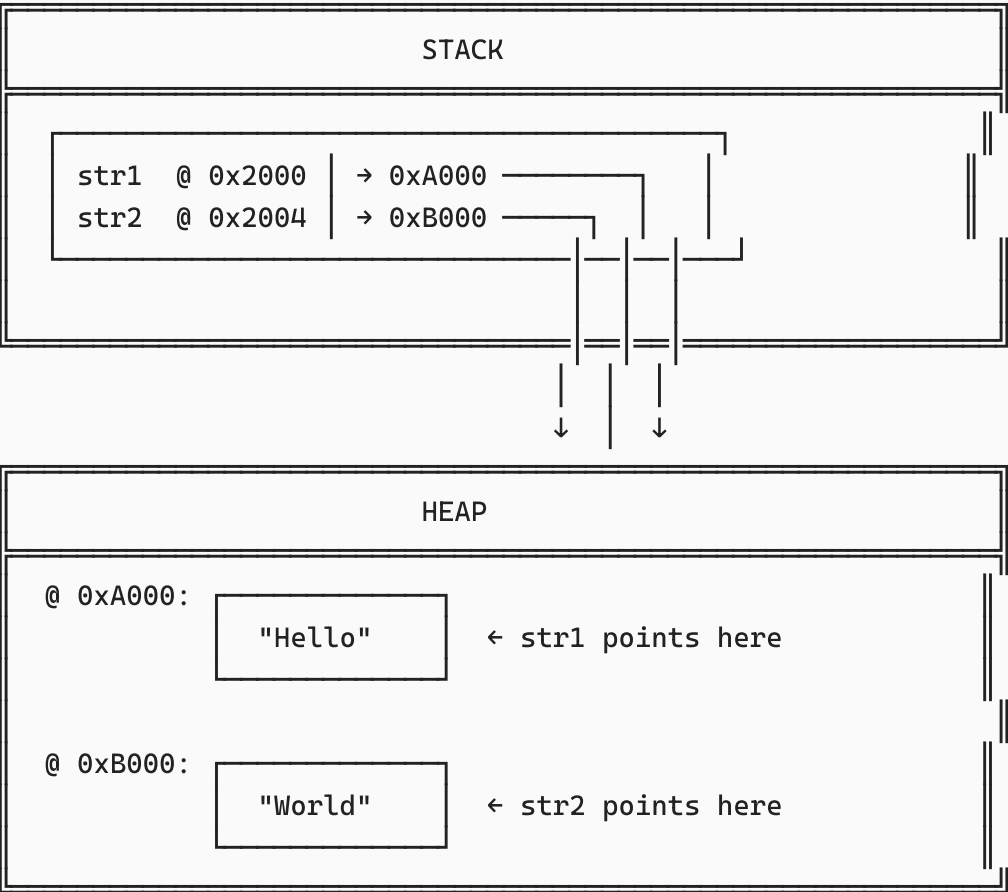 STACK
str1 @ 0x2000 │ → 0xA000
str2 @ 0x2004 │ → 0xB000
HEAP
@ 0xA000:
"Hello" ← str1 points here
@ 0xB000:
"World" ← str2 points here